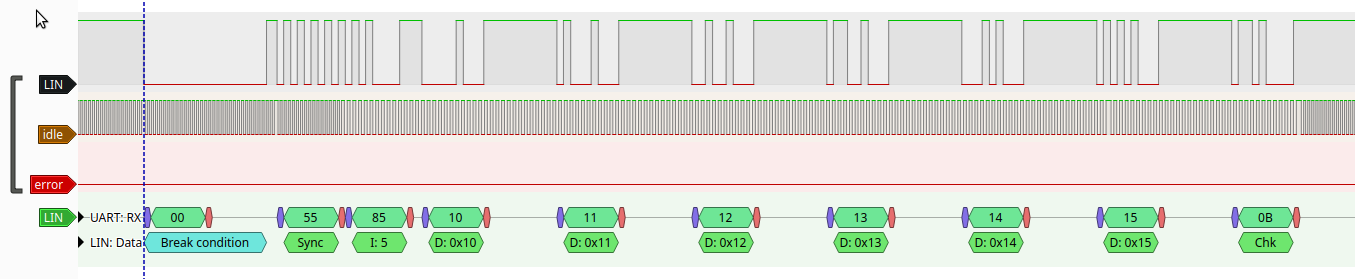 LIN
idle
error
LIN
UART: RX 00 55 85 10 11 12 13 14 15 0B
LIN: Data Break condition Sync I: 5 D: 0x10 D: 0x11 D: 0x12 D: 0x13 D: 0x14 D: 0x15 Chk